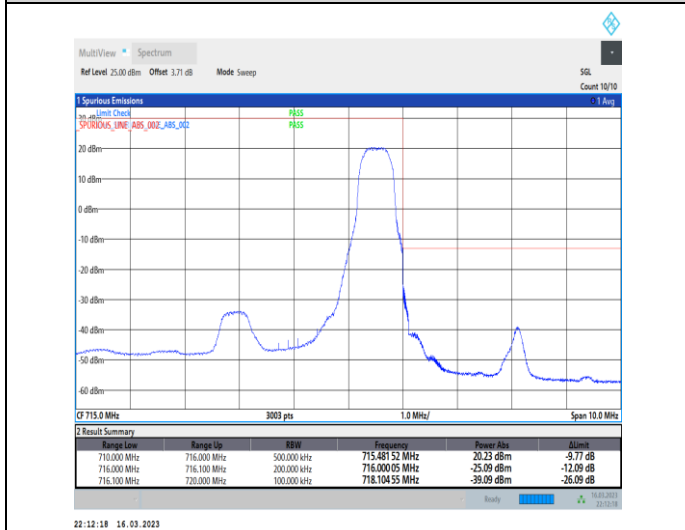 MultiView Spectrum
Ref Level 25.00 dBm Offset 3.71 dB Mode Sweep SGL
Count 10/10
1 Spurious Emissions 1 Avg
Limit Check PASS
_SPURIOUS_LINE_ABS_002 PASS
20 dBm
10 dBm
0 dBm
-10 dBm
-20 dBm
-30 dBm
-40 dBm
-50 dBm
-60 dBm
CF 715.0 MHz 3003 pts 1.0 MHz/ Span 10.0 MHz
2 Result Summary
Range Low Range Up RBW Frequency Power Abs ΔLimit
710.000 MHz 716.000 MHz 500.000 kHz 715.481 52 MHz 20.23 dBm -9.77 dB
716.000 MHz 716.100 MHz 200.000 kHz 716.000 05 MHz -25.09 dBm -12.09 dB
716.100 MHz 720.000 MHz 100.000 kHz 718.104 55 MHz -39.09 dBm -26.09 dB
Ready 16.03.2023
22:12:18
22:12:18 16.03.2023